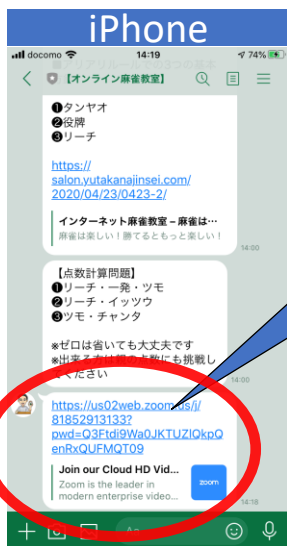 iPhone
docomo 14:19 74%
【オンライン麻雀教室】
❶タンヤオ
❷役牌
❸リーチ
https://
salon.yutakanajinsei.com/
2020/04/23/0423-2/
インターネット麻雀教室 – 麻雀は…
麻雀は楽しい！勝てるともっと楽しい！
14:00
【点数計算問題】
❶リーチ・一発・ツモ
❷リーチ・イッツウ
❸ツモ・チャンタ
※ゼロは省いても大丈夫です
※出来る方は親の点数にも挑戦し
てください
14:00
https://us02web.zoom.us/j/
81852913133?
pwd=Q3Ftdi9Wa0JKTUZIQkpQ
enRxQUFMQT09
Join our Cloud HD Vid...
Zoom is the leader in
modern enterprise video...
zoom
14:18
Aa